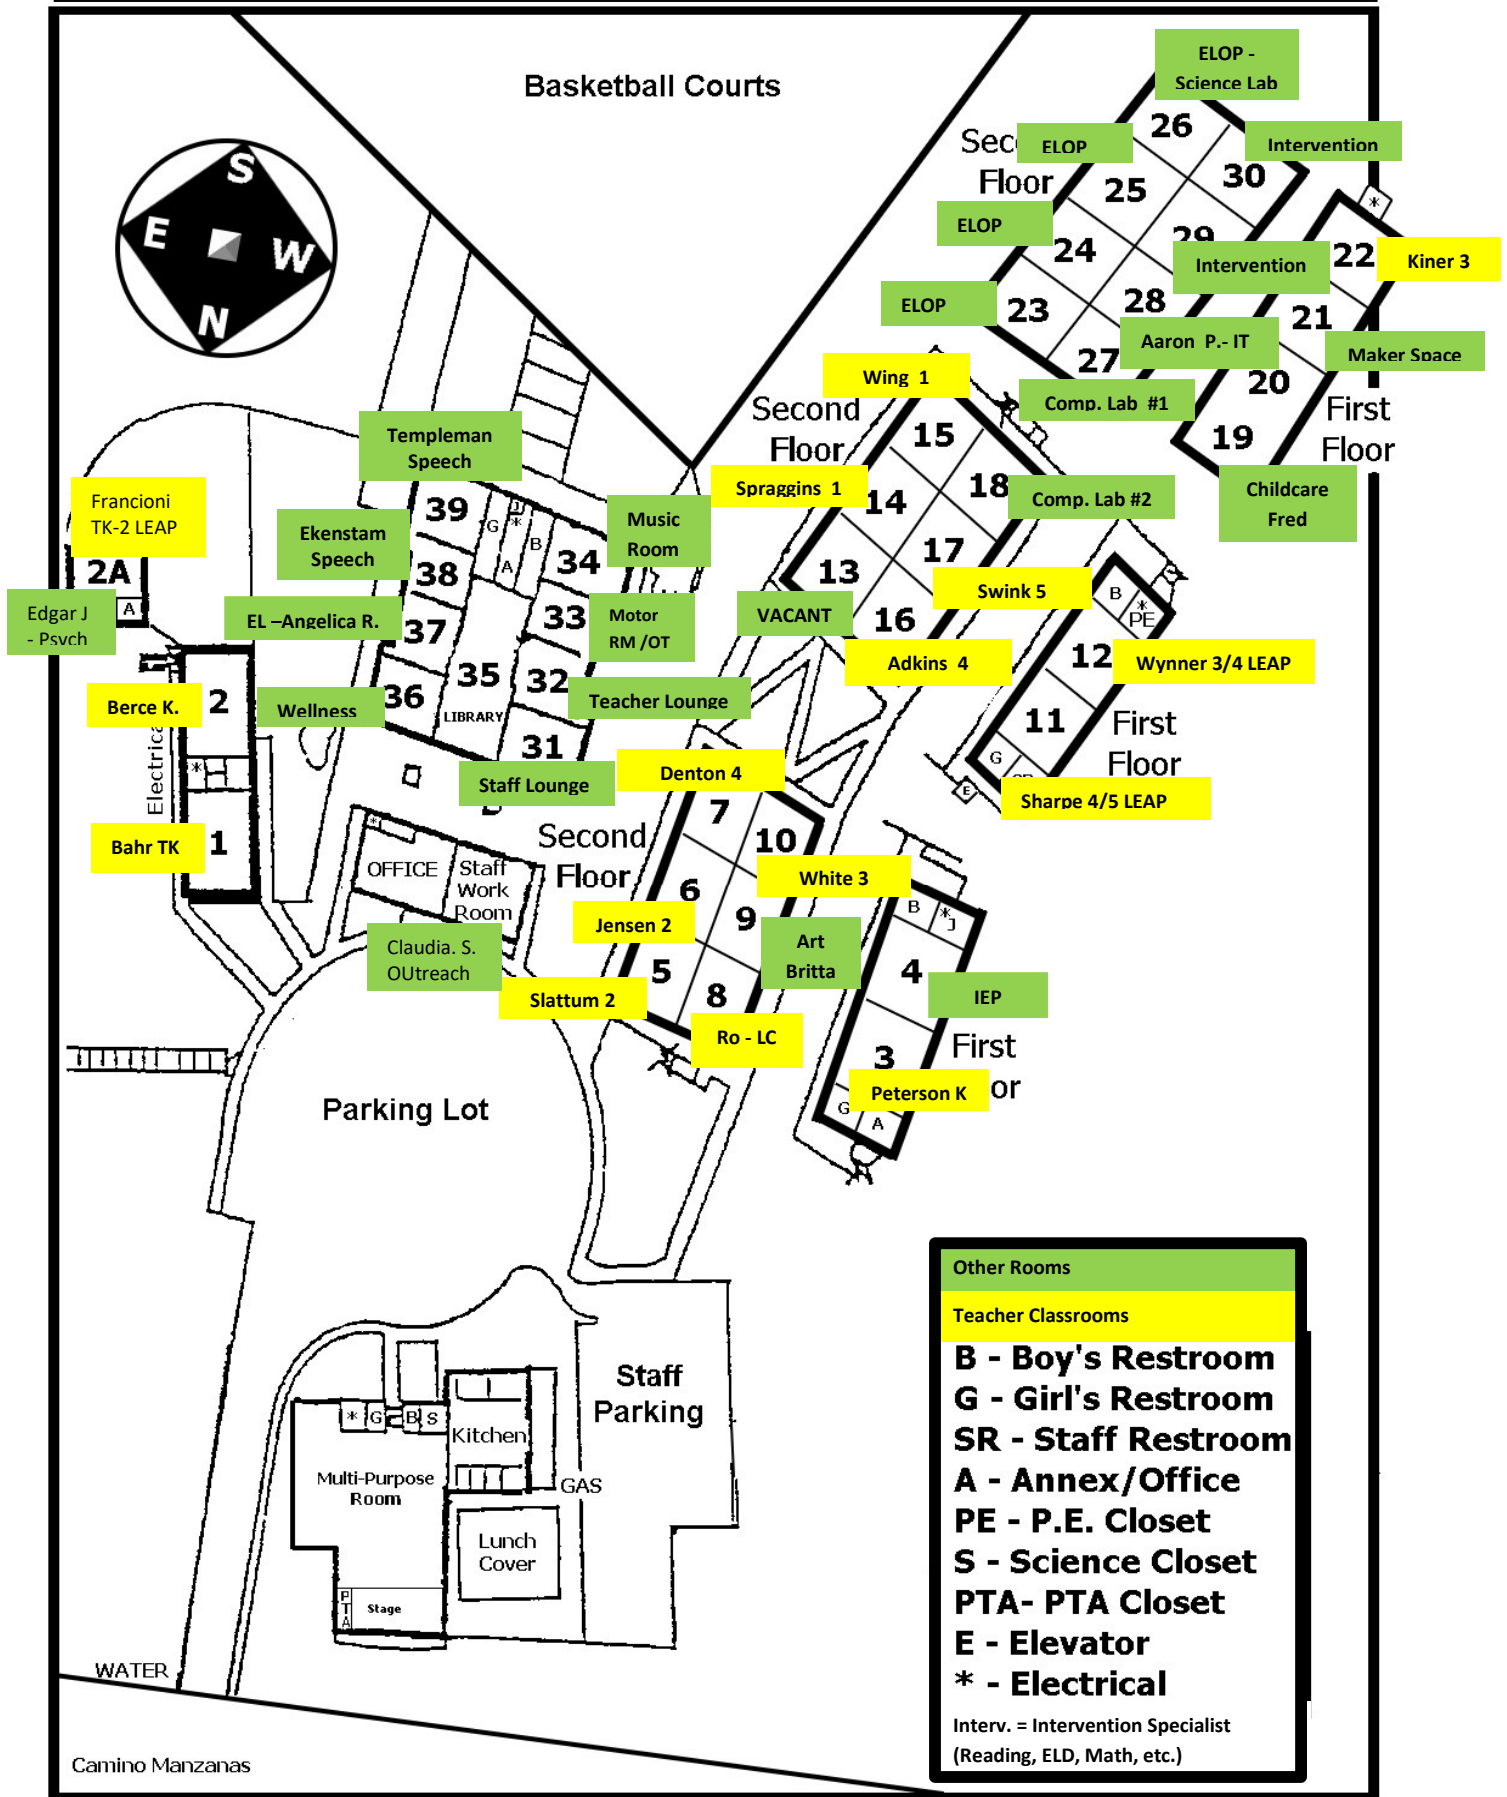 Basketball Courts
ELOP -
Science Lab
26
Intervention
30
Second
Floor
ELOP
25
ELOP
24
29
Intervention
ELOP
23
28
Aaron P.- IT
27
Comp. Lab #1
*
22
Kiner 3
21
Maker Space
20
19
First
Floor
Childcare
Fred
S
E
W
N
Wing 1
Second
Floor
15
Spraggins 1
14
18
Comp. Lab #2
17
13
Swink 5
VACANT
16
Adkins 4
B
*
PE
12
Wynner 3/4 LEAP
11
First
Floor
G
E
Sharpe 4/5 LEAP
Templeman
Speech
39
G
J
*
B
A
Music
Room
34
Ekenstam
Speech
38
33
Motor
RM /OT
EL –Angelica R.
37
35
LIBRARY
32
Teacher Lounge
Wellness
36
31
Staff Lounge
Francioni
TK-2 LEAP
2A
A
Edgar J
- Psych
Berce K.
2
Electrical
*
Bahr TK
1
*
OFFICE
Staff
Work
Room
Claudia. S.
OUtreach
Second
Floor
Denton 4
7
10
White 3
6
9
Jensen 2
Art
Britta
5
8
Slattum 2
Ro - LC
B
*
J
4
IEP
3
First
or
Peterson K
G
A
Parking Lot
Staff
Parking
*
G
B
S
Kitchen
GAS
Multi-Purpose
Room
Lunch
Cover
PTA
Stage
WATER
Camino Manzanas
Other Rooms
Teacher Classrooms
B - Boy's Restroom
G - Girl's Restroom
SR - Staff Restroom
A - Annex/Office
PE - P.E. Closet
S - Science Closet
PTA- PTA Closet
E - Elevator
* - Electrical
Interv. = Intervention Specialist
(Reading, ELD, Math, etc.)